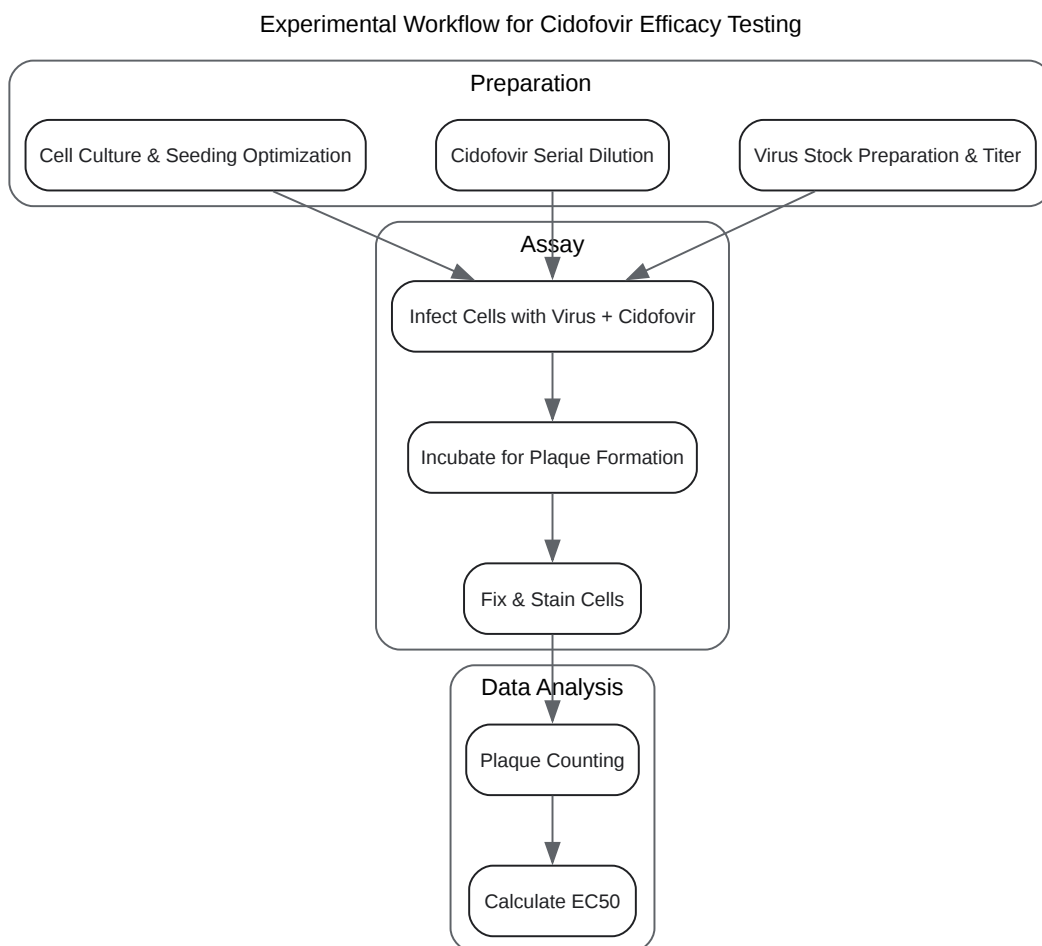 Experimental Workflow for Cidofovir Efficacy Testing
Preparation
Cell Culture & Seeding Optimization
Cidofovir Serial Dilution
Virus Stock Preparation & Titer
Assay
Infect Cells with Virus + Cidofovir
Incubate for Plaque Formation
Fix & Stain Cells
Data Analysis
Plaque Counting
Calculate EC50